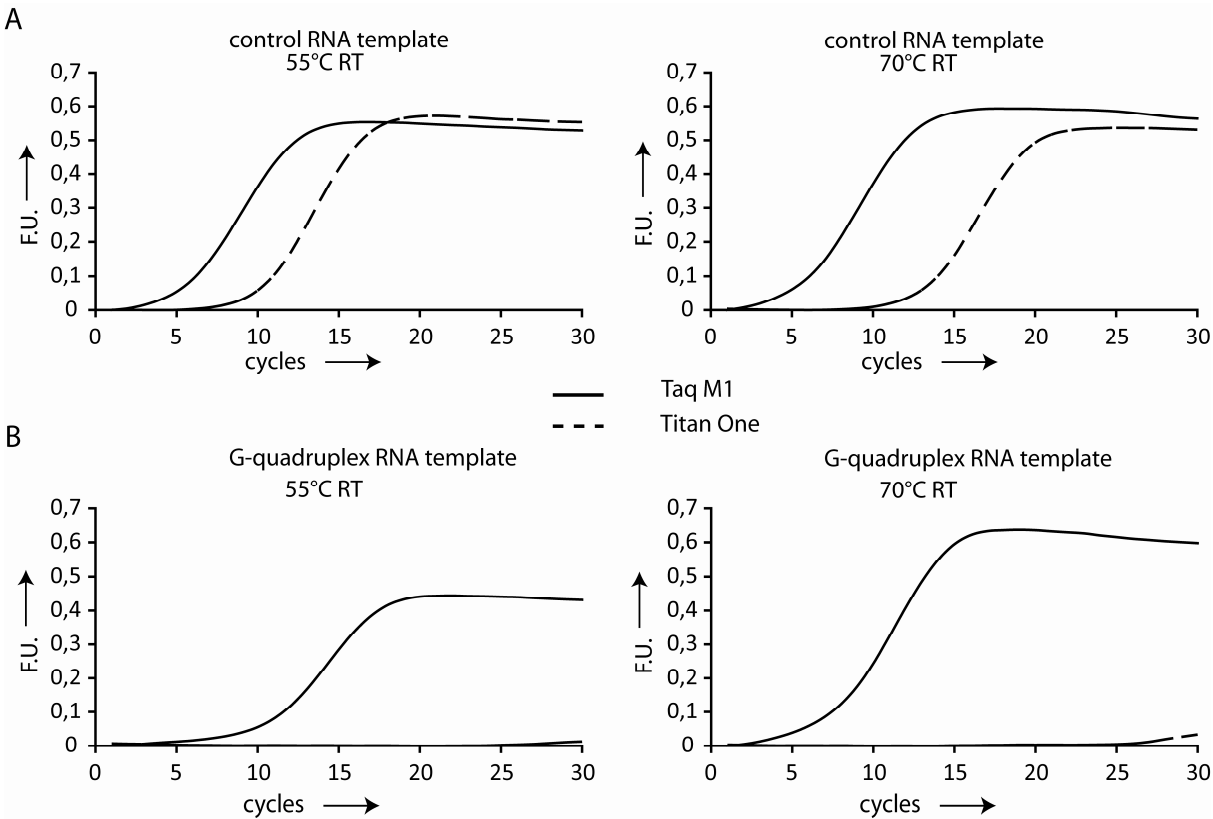 A
control RNA template
55°C RT
0,7
0,6
0,5
0,4
0,3
0,2
0,1
0
F.U.
0 5 10 15 20 25 30
cycles
control RNA template
70°C RT
0,7
0,6
0,5
0,4
0,3
0,2
0,1
0
F.U.
0 5 10 15 20 25 30
cycles
Taq M1
Titan One
B
G-quadruplex RNA template
55°C RT
0,7
0,6
0,5
0,4
0,3
0,2
0,1
0
F.U.
0 5 10 15 20 25 30
cycles
G-quadruplex RNA template
70°C RT
0,7
0,6
0,5
0,4
0,3
0,2
0,1
0
F.U.
0 5 10 15 20 25 30
cycles